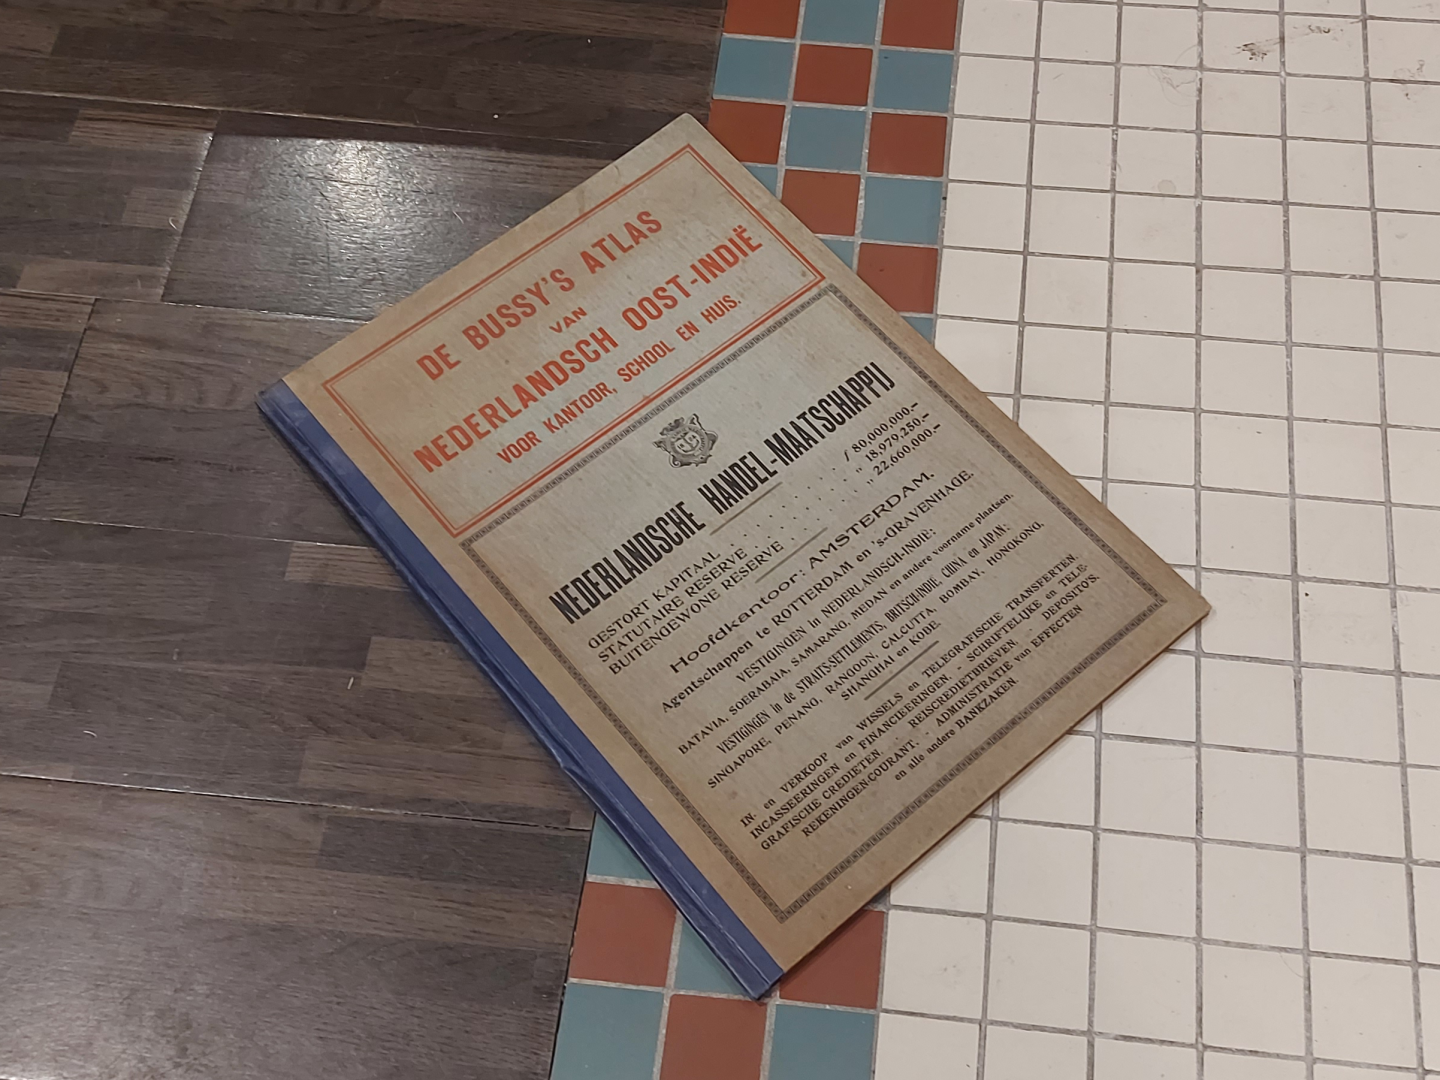 DE BUSSY'S ATLAS
VAN
NEDERLANDSCH OOST-INDIË
VOOR KANTOOR, SCHOOL EN HUIS.
NEDERLANDSCHE HANDEL-MAATSCHAPPIJ
GESTORT KAPITAAL . . . . . . . . ƒ 80,000,000.-
STATUTAIRE RESERVE . . . . . . . „ 18,979,250.-
BUITENGEWONE RESERVE . . . . . . „ 22,660,000.-
Hoofdkantoor: AMSTERDAM.
Agentschappen te ROTTERDAM en 's-GRAVENHAGE.
VESTIGINGEN in NEDERLANDSCH-INDIË:
BATAVIA, SOERABAIA, SAMARANG, MEDAN en andere voorname plaatsen.
VESTIGINGEN in de STRAITS-SETTLEMENTS, BRITSCH-INDIË, CHINA en JAPAN:
SINGAPORE, PENANG, RANGOON, CALCUTTA, BOMBAY, HONGKONG,
SHANGHAI en KOBE.
IN- en VERKOOP van WISSELS en TELEGRAFISCHE TRANSFERTEN.
INCASSEERINGEN en FINANCIEERINGEN. - SCHRIFTELIJKE en TELE-
GRAFISCHE CREDIETEN. - REISCREDIETBRIEVEN. - DEPOSITO'S.
REKENINGEN-COURANT. - ADMINISTRATIE van EFFECTEN
en alle andere BANKZAKEN.